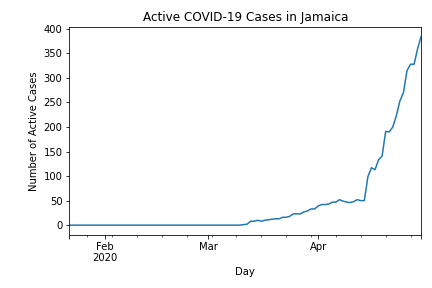 Active COVID-19 Cases in Jamaica
400
350
300
250
200
150
100
50
0
Number of Active Cases
Feb
2020
Mar
Apr
Day